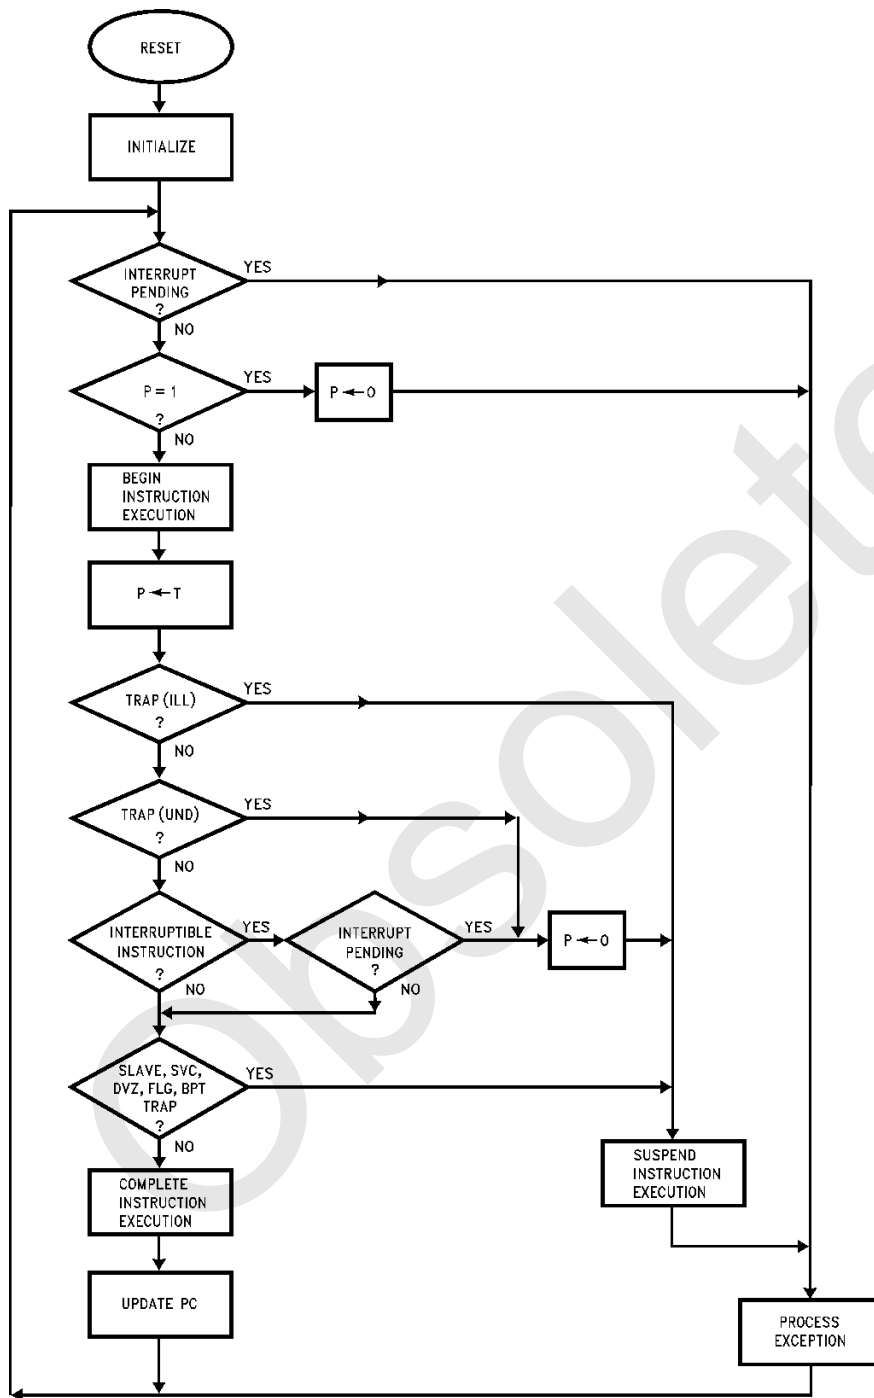 RESET
INITIALIZE
INTERRUPT
PENDING
?
YES
NO
P = 1
?
YES
NO
P ← 0
BEGIN
INSTRUCTION
EXECUTION
P ← T
TRAP (ILL)
?
YES
NO
TRAP (UND)
?
YES
NO
INTERRUPTIBLE
INSTRUCTION
?
YES
NO
INTERRUPT
PENDING
?
YES
NO
P ← 0
SLAVE, SVC,
DVZ, FLG, BPT
TRAP
?
YES
NO
SUSPEND
INSTRUCTION
EXECUTION
COMPLETE
INSTRUCTION
EXECUTION
UPDATE PC
PROCESS
EXCEPTION
Obsolete